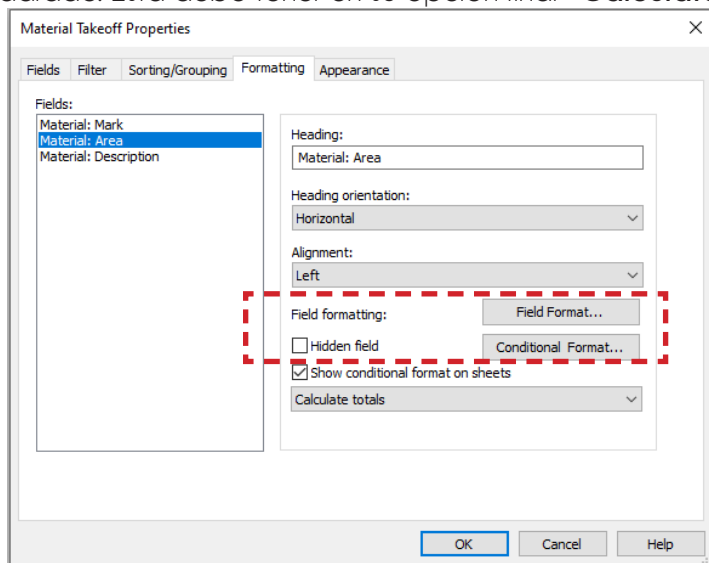 Material Takeoff Properties
Fields Filter Sorting/Grouping Formatting Appearance
Fields:
Material: Mark
Material: Area
Material: Description
Heading:
Material: Area
Heading orientation:
Horizontal
Alignment:
Left
Field formatting:
Field Format...
Hidden field
Conditional Format...
Show conditional format on sheets
Calculate totals
OK Cancel Help